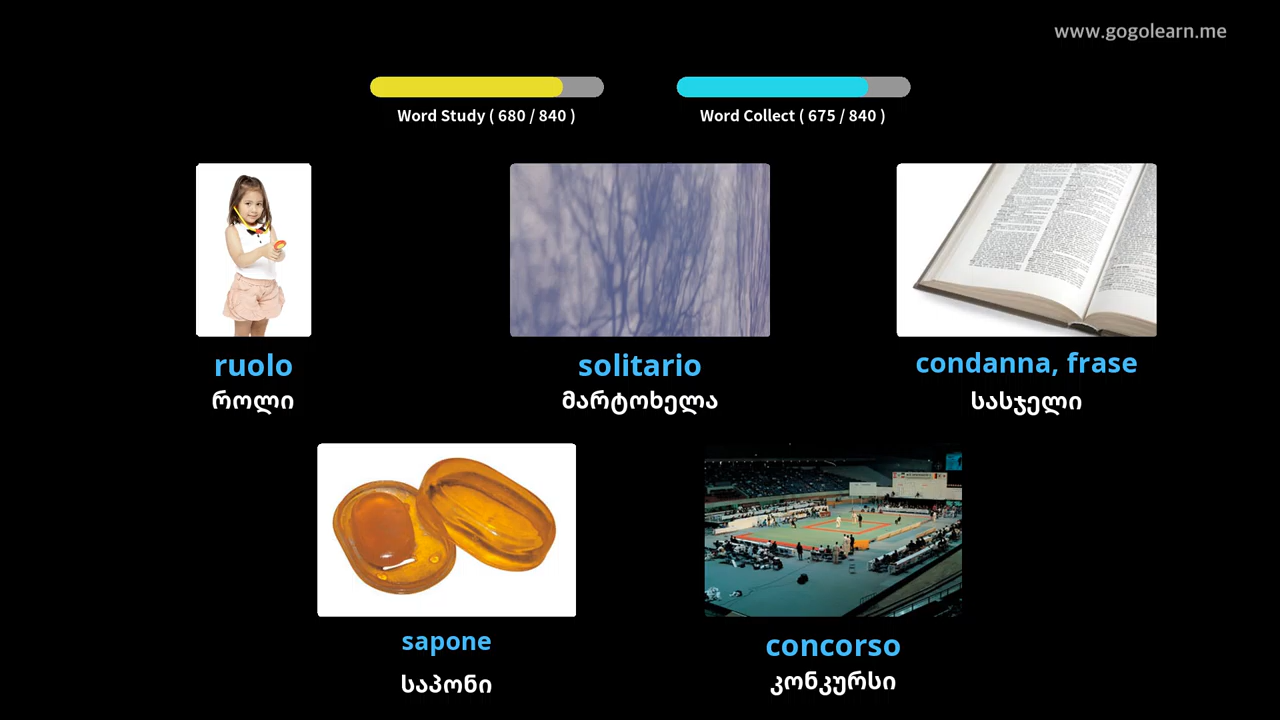 www.gogolearn.me
Word Study ( 680 / 840 )
Word Collect ( 675 / 840 )
ruolo
როლი
solitario
მარტოხელა
condanna, frase
სასჯელი
sapone
საპონი
concorso
კონკურსი